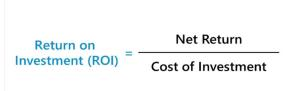 Return on
Investment (ROI)
=
Net Return
Cost of Investment